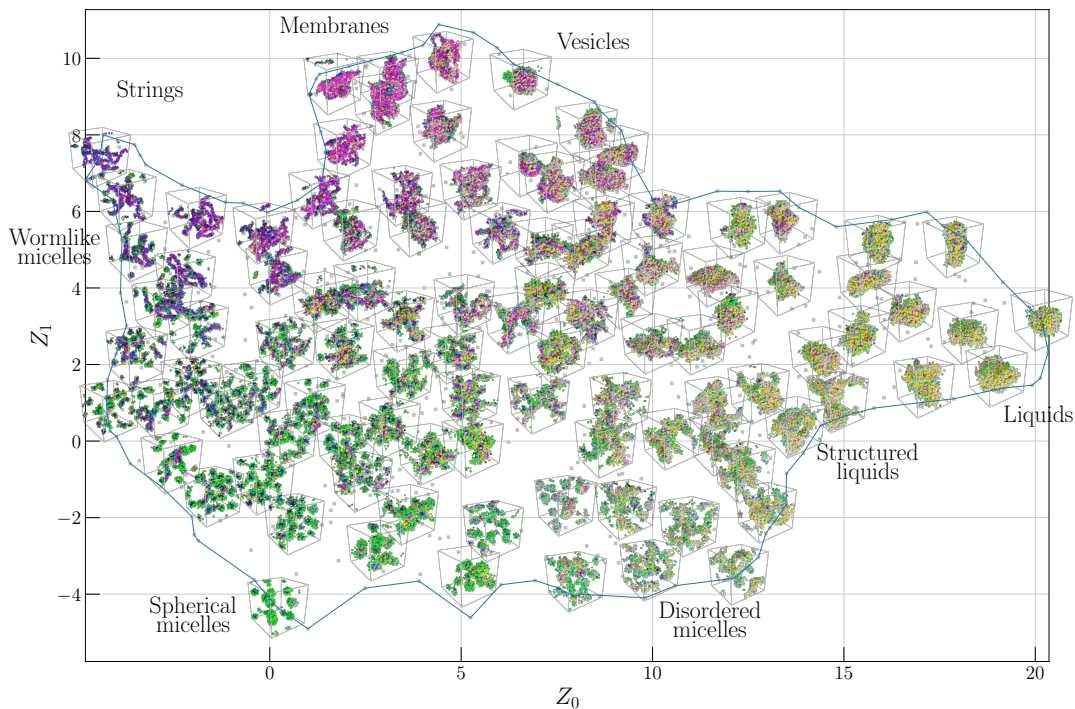 Membranes
Vesicles
Strings
Wormlike
micelles
Spherical
micelles
Disordered
micelles
Structured
liquids
Liquids
10
8
6
4
2
0
−2
−4
Z₁
0
5
10
15
20
Z₀